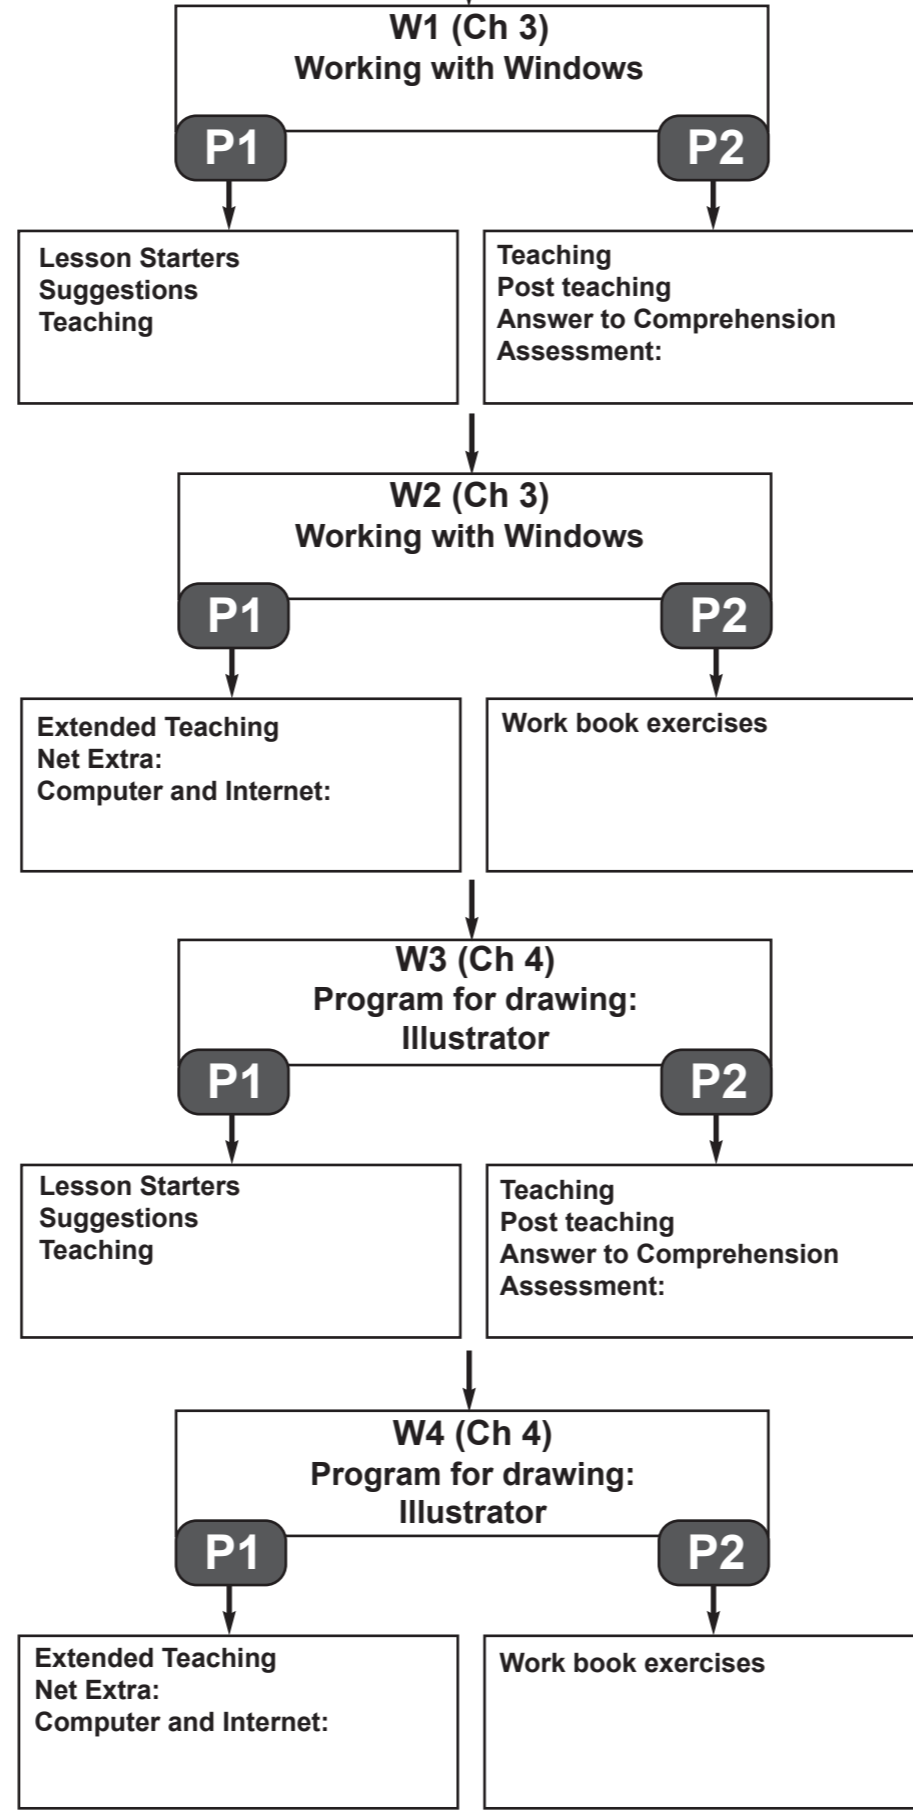 W1 (Ch 3)
Working with Windows
P1
P2
Lesson Starters
Suggestions
Teaching
Teaching
Post teaching
Answer to Comprehension
Assessment:
W2 (Ch 3)
Working with Windows
P1
P2
Extended Teaching
Net Extra:
Computer and Internet:
Work book exercises
W3 (Ch 4)
Program for drawing:
Illustrator
P1
P2
Lesson Starters
Suggestions
Teaching
Teaching
Post teaching
Answer to Comprehension
Assessment:
W4 (Ch 4)
Program for drawing:
Illustrator
P1
P2
Extended Teaching
Net Extra:
Computer and Internet:
Work book exercises